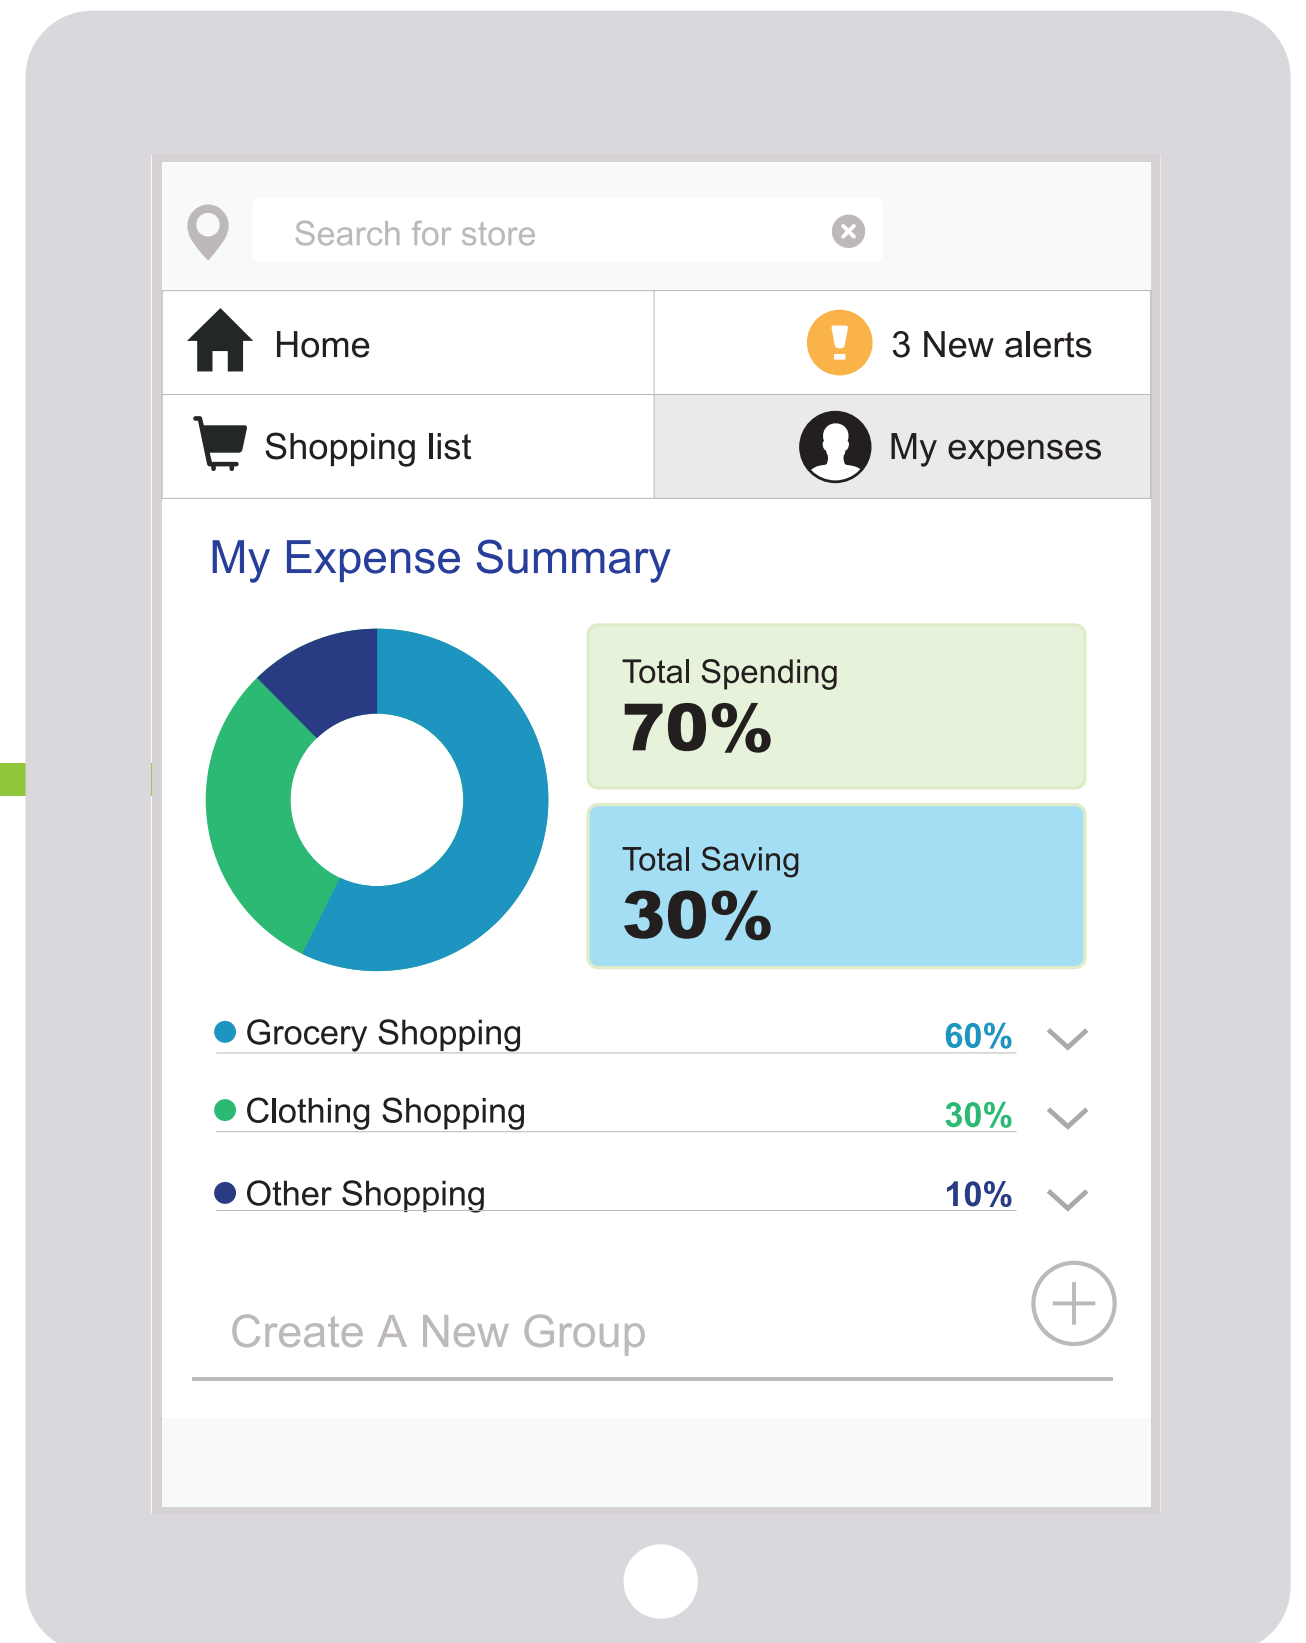 Search for store
Home
3 New alerts
Shopping list
My expenses
My Expense Summary
Total Spending
70%
Total Saving
30%
Grocery Shopping 60%
Clothing Shopping 30%
Other Shopping 10%
Create A New Group